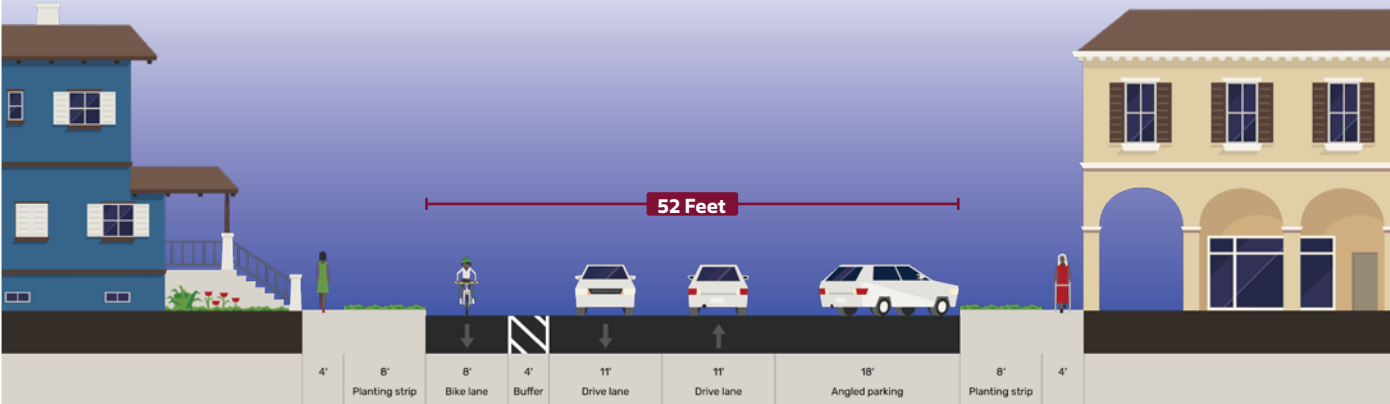 52 Feet
4' 8' 8' 4' 11' 11' 18' 8' 4'
Planting strip Bike lane Buffer Drive lane Drive lane Angled parking Planting strip